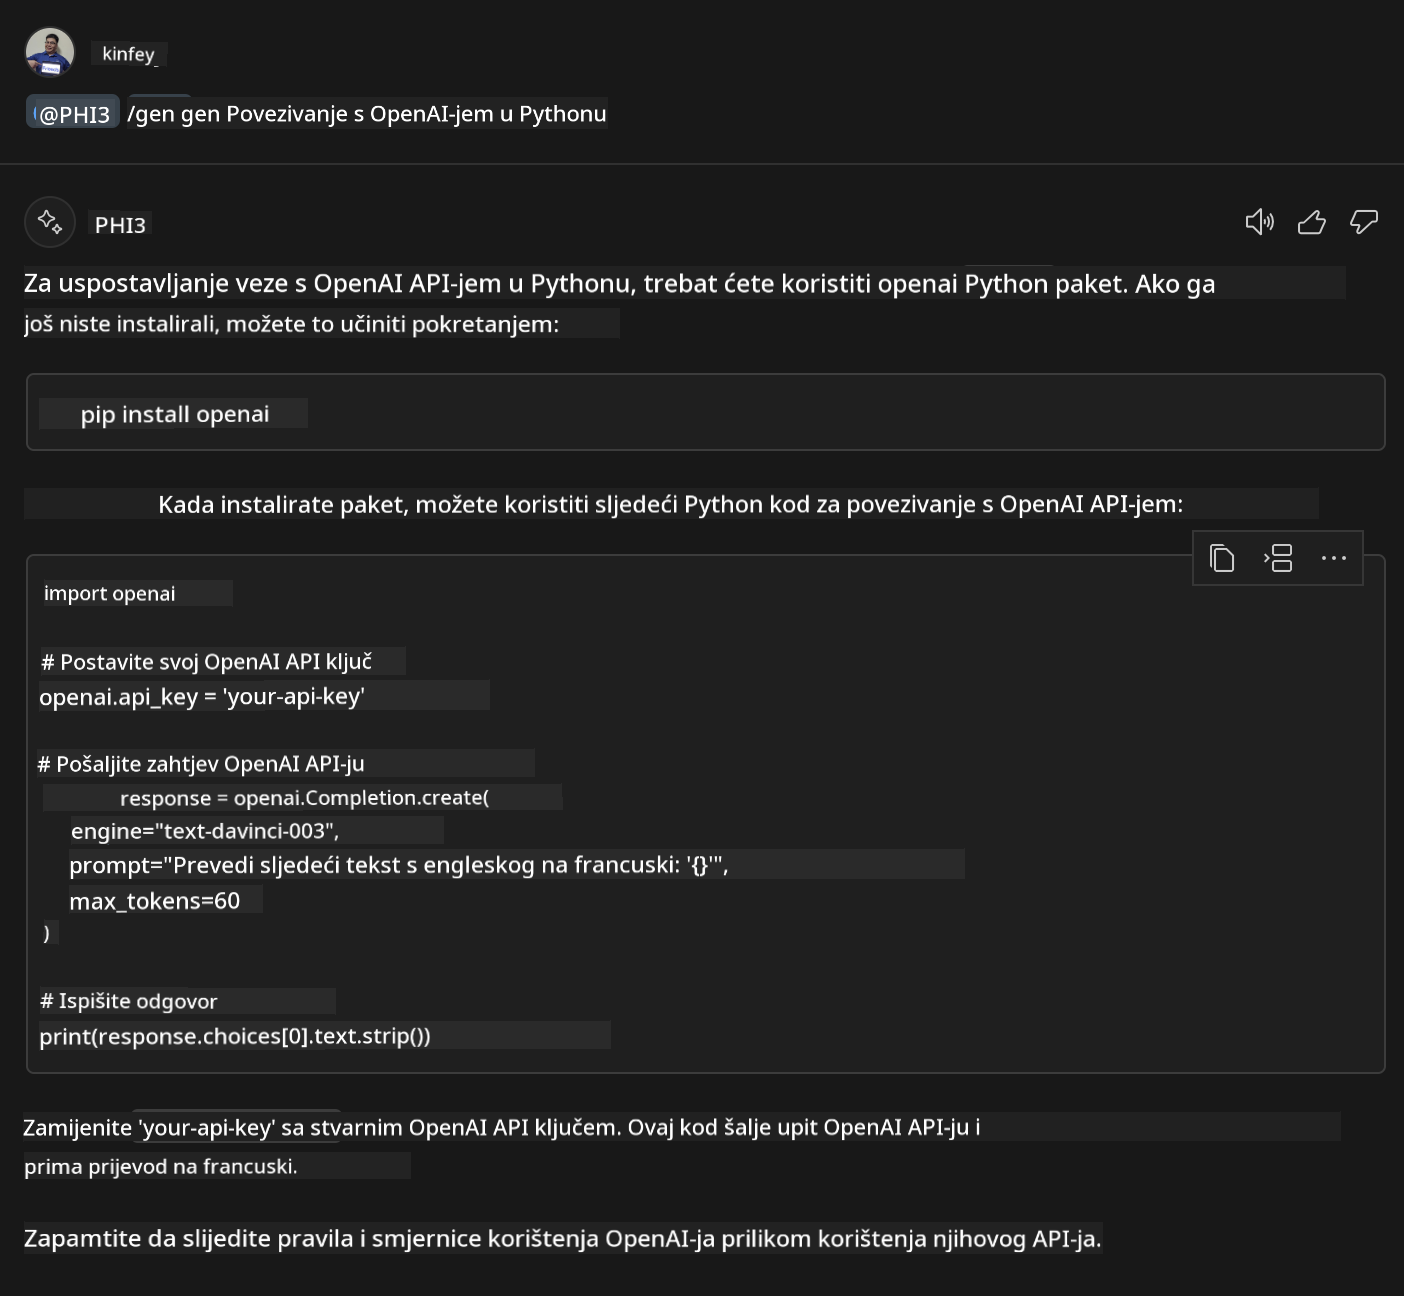 kinfey_
@PHI3 /gen gen Povezivanje s OpenAI-jem u Pythonu
PHI3
Za uspostavljanje veze s OpenAI API-jem u Pythonu, trebat ćete koristiti openai Python paket. Ako ga
još niste instalirali, možete to učiniti pokretanjem:
pip install openai
Kada instalirate paket, možete koristiti sljedeći Python kod za povezivanje s OpenAI API-jem:
import openai
# Postavite svoj OpenAI API ključ
openai.api_key = 'your-api-key'
# Pošaljite zahtjev OpenAI API-ju
response = openai.Completion.create(
engine="text-davinci-003",
prompt="Prevedi sljedeći tekst s engleskog na francuski: '{}'",
max_tokens=60
)
# Ispišite odgovor
print(response.choices[0].text.strip())
Zamijenite 'your-api-key' sa stvarnim OpenAI API ključem. Ovaj kod šalje upit OpenAI API-ju i
prima prijevod na francuski.
Zapamtite da slijedite pravila i smjernice korištenja OpenAI-ja prilikom korištenja njihovog API-ja.